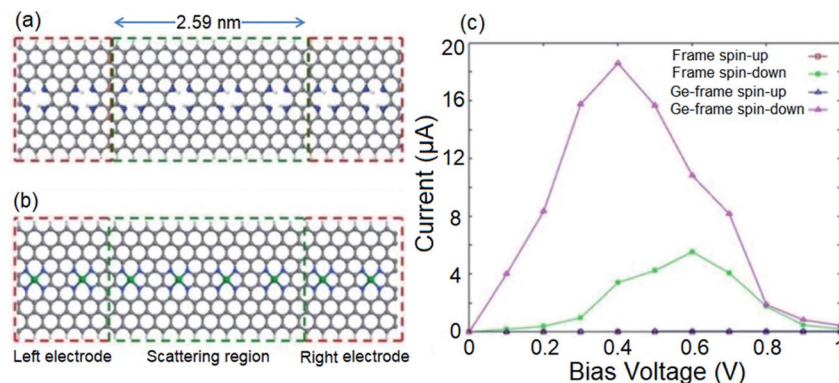 (a)
2.59 nm
(b)
Left electrode
Scattering region
Right electrode
(c)
Current (μA)
20
16
12
8
4
0
0
0.2
0.4
0.6
0.8
1
Bias Voltage (V)
Frame spin-up
Frame spin-down
Ge-frame spin-up
Ge-frame spin-down